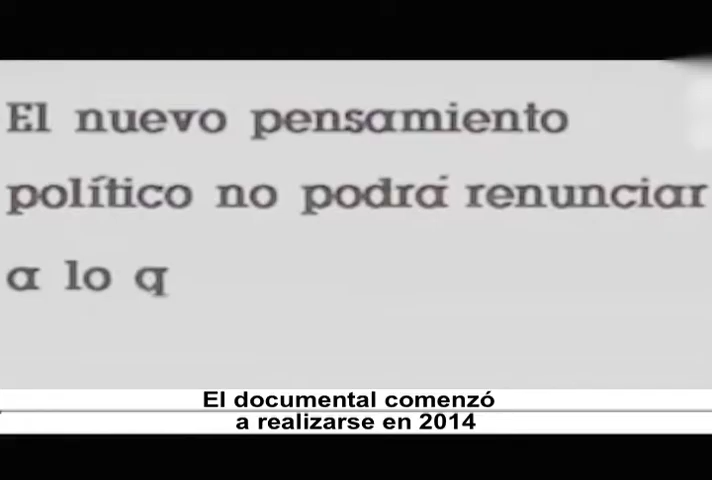 El nuevo pensamiento
político no podrá renunciar
a lo q
El documental comenzó
a realizarse en 2014